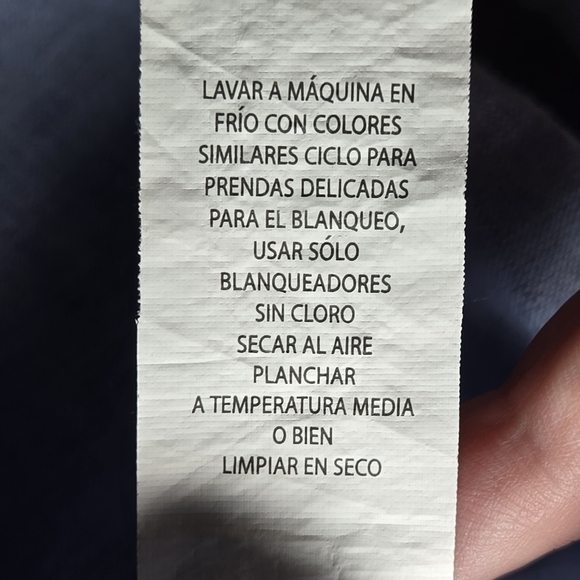 LAVAR A MÁQUINA EN
FRÍO CON COLORES
SIMILARES CICLO PARA
PRENDAS DELICADAS
PARA EL BLANQUEO,
USAR SÓLO
BLANQUEADORES
SIN CLORO
SECAR AL AIRE
PLANCHAR
A TEMPERATURA MEDIA
O BIEN
LIMPIAR EN SECO